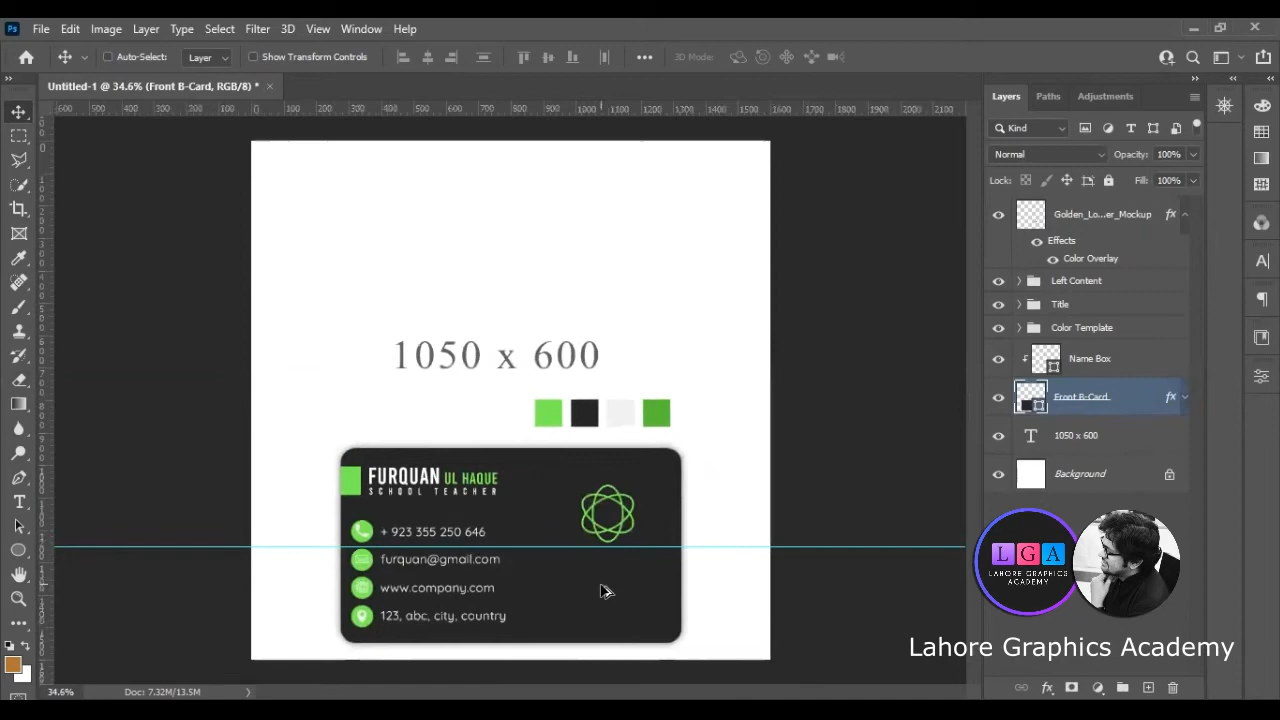 Ps File Edit Image Layer Type Select Filter 3D View Window Help
Auto-Select: Layer Show Transform Controls 3D Mode:
Untitled-1 @ 34.6% (Front B-Card, RGB/8) *
Layers Paths Adjustments
Kind
Normal Opacity: 100%
Lock: Fill: 100%
Golden_Lo...er_Mockup fx
Effects
Color Overlay
Left Content
Title
Color Template
Name Box
Front B-Card fx
1050 x 600
Background
1050 x 600
FURQUAN UL HAQUE
SCHOOL TEACHER
+ 923 355 250 646
furquan@gmail.com
www.company.com
123, abc, city, country
LGA
LAHORE GRAPHICS
ACADEMY
Lahore Graphics Academy
34.6% Doc: 7.32M/13.5M